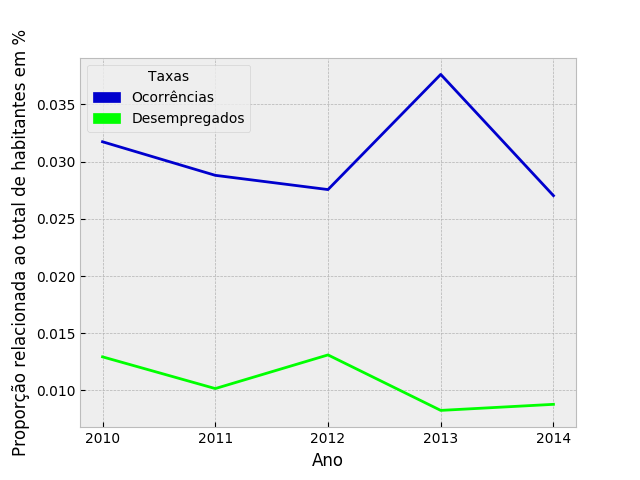 Proporção relacionada ao total de habitantes em %
Taxas
Ocorrências
Desempregados
0.035
0.030
0.025
0.020
0.015
0.010
2010 2011 2012 2013 2014
Ano